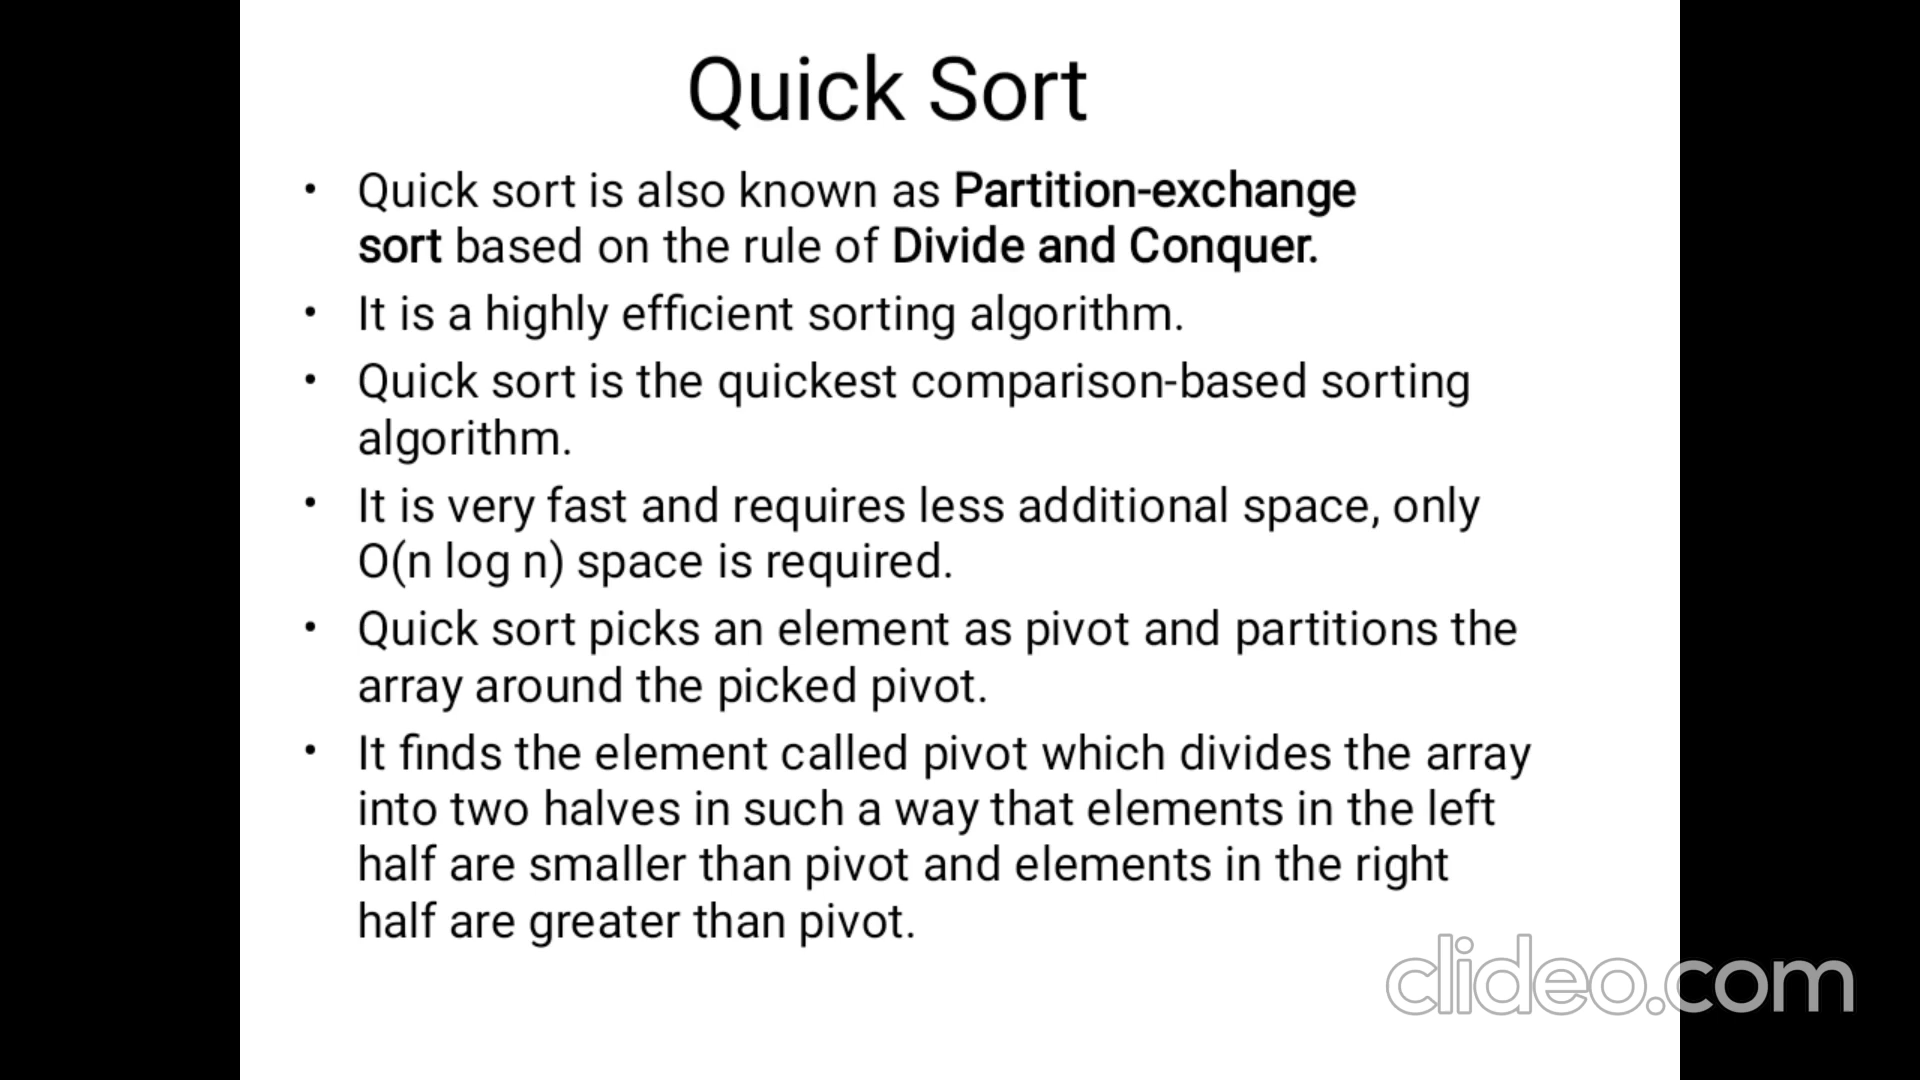 Quick Sort
• Quick sort is also known as Partition-exchange
sort based on the rule of Divide and Conquer.
• It is a highly efficient sorting algorithm.
• Quick sort is the quickest comparison-based sorting
algorithm.
• It is very fast and requires less additional space, only
O(n log n) space is required.
• Quick sort picks an element as pivot and partitions the
array around the picked pivot.
• It finds the element called pivot which divides the array
into two halves in such a way that elements in the left
half are smaller than pivot and elements in the right
half are greater than pivot.
clideo.com